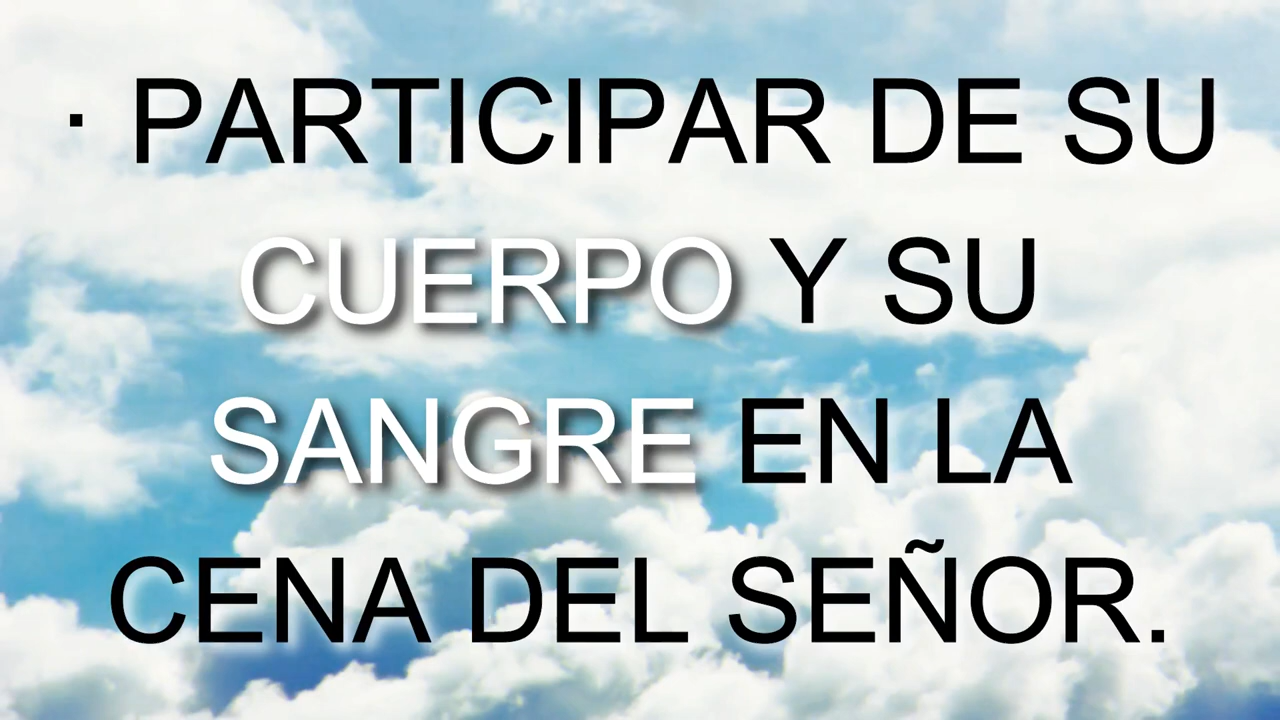 · PARTICIPAR DE SU
CUERPO Y SU
SANGRE EN LA
CENA DEL SEÑOR.